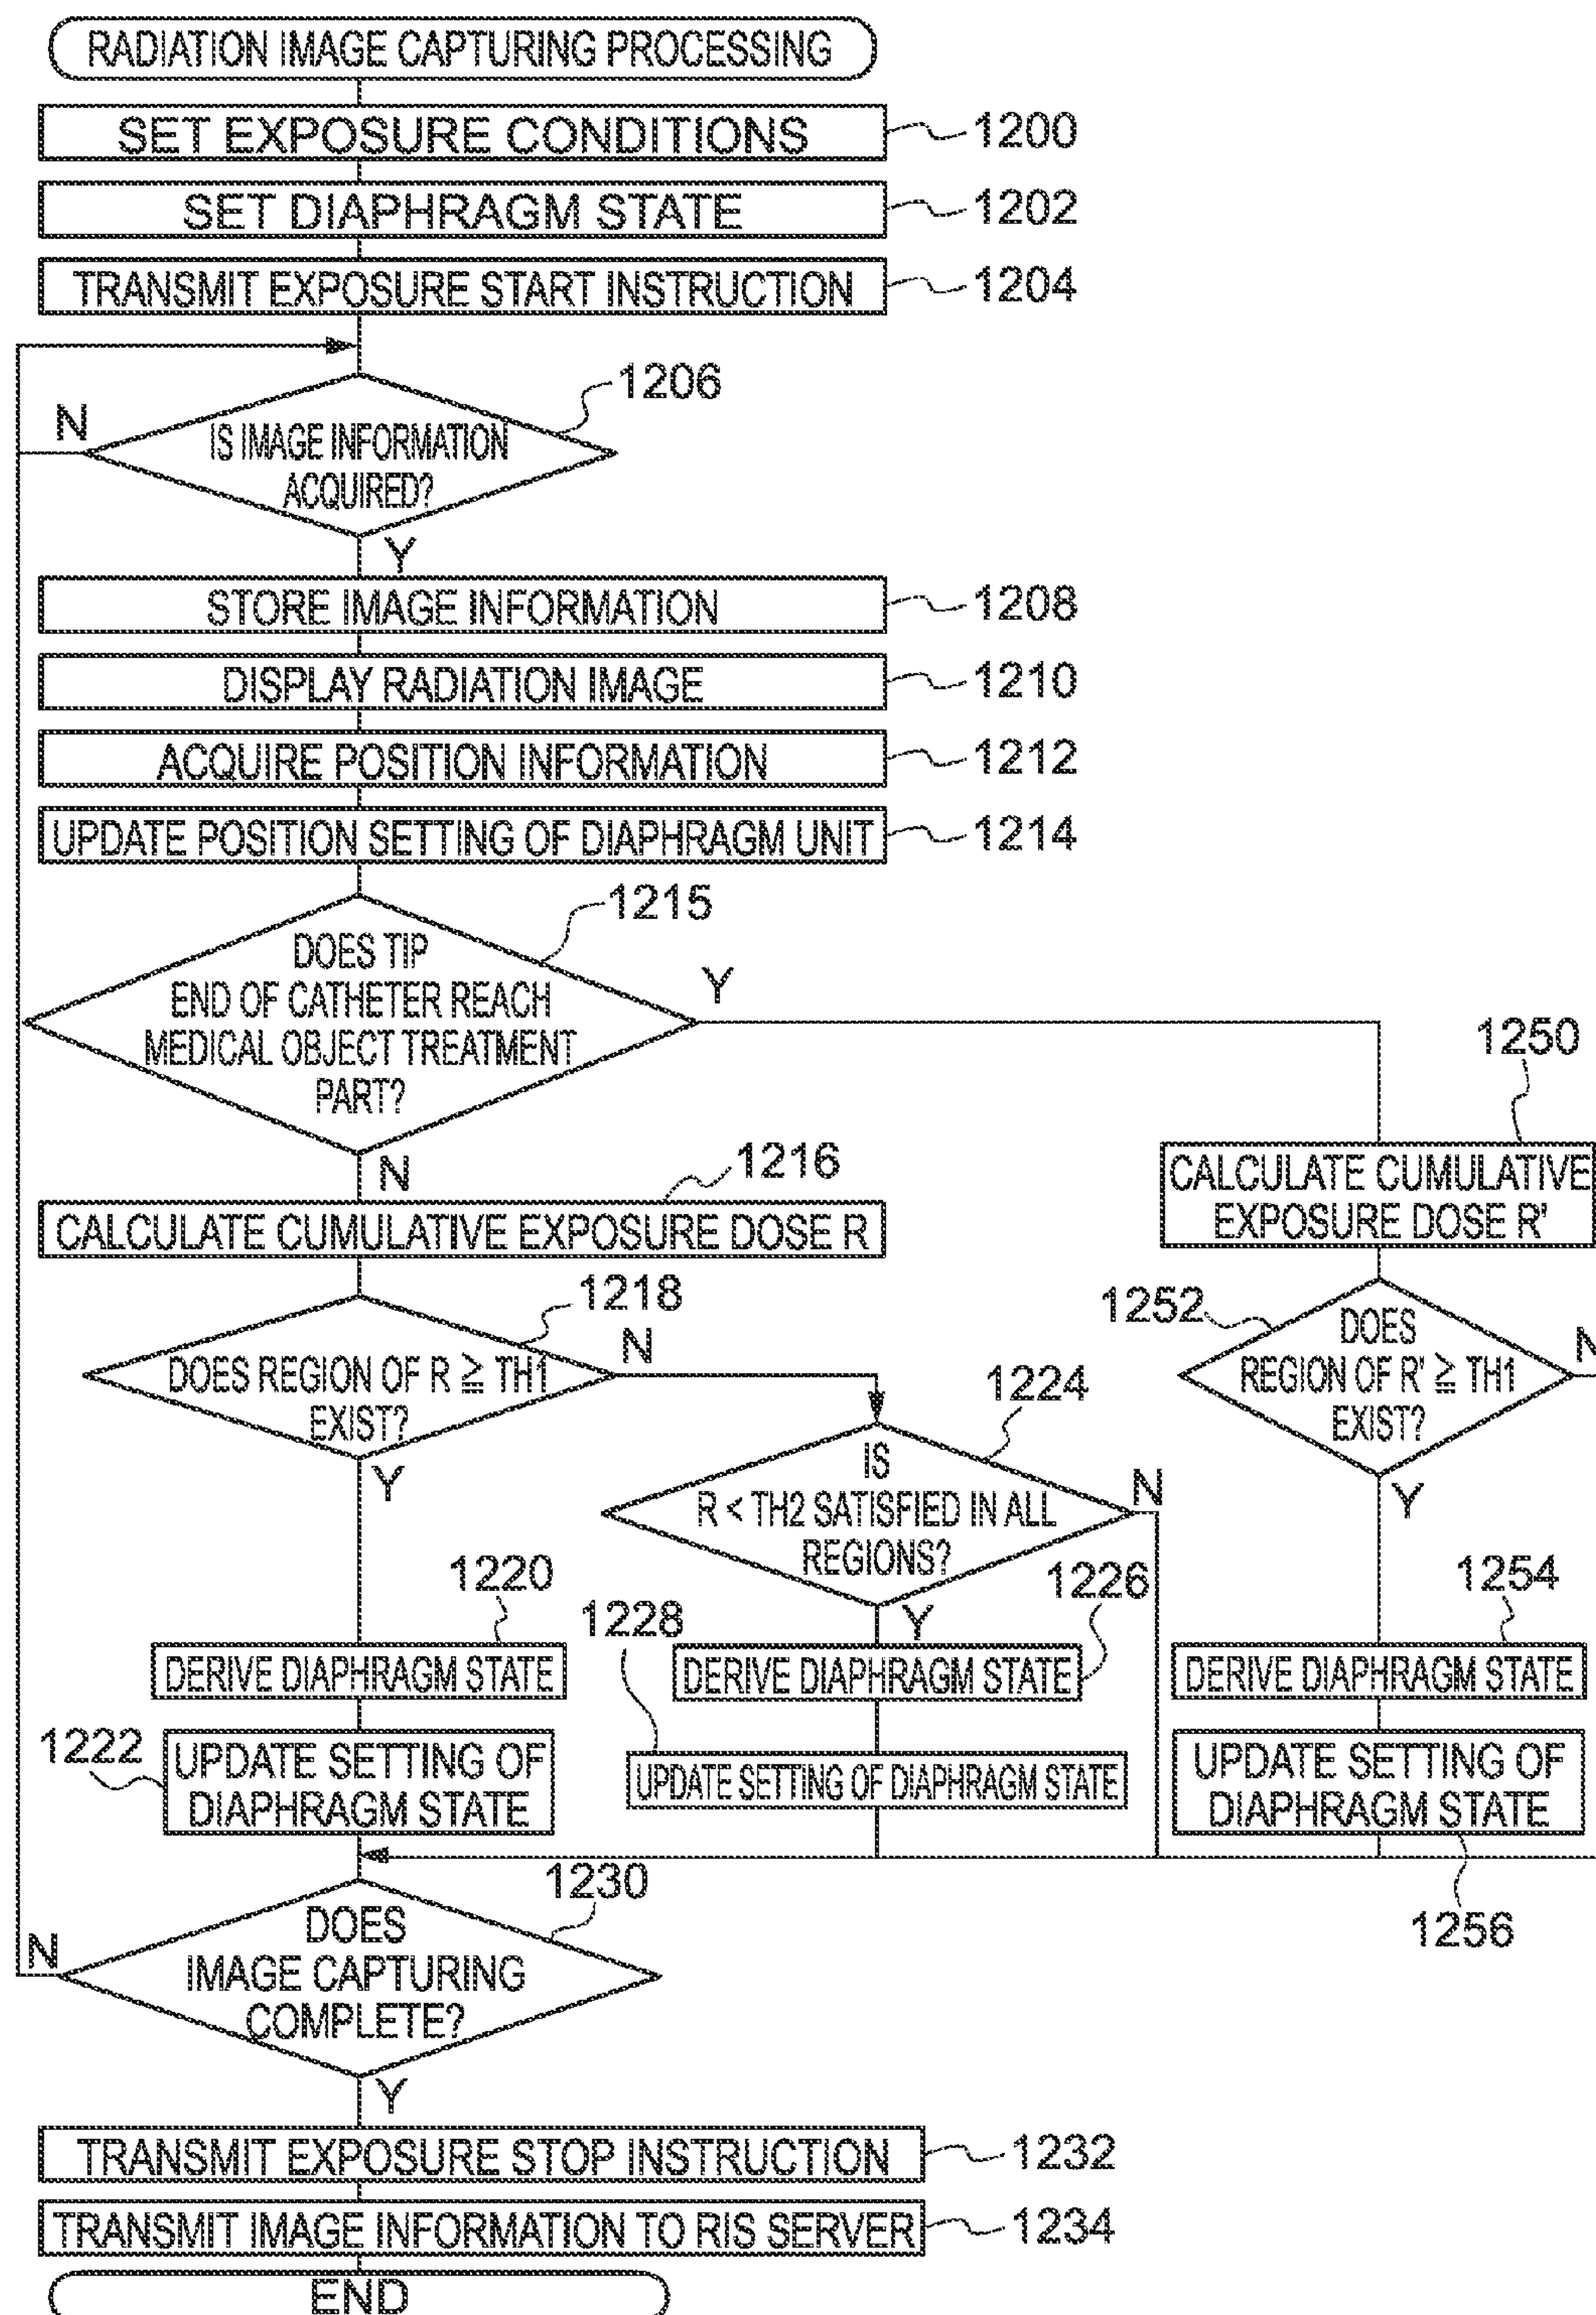 RADIATION IMAGE CAPTURING PROCESSING
SET EXPOSURE CONDITIONS
1200
SET DIAPHRAGM STATE
1202
TRANSMIT EXPOSURE START INSTRUCTION
1204
1206
N
IS IMAGE INFORMATION
ACQUIRED?
Y
STORE IMAGE INFORMATION
1208
DISPLAY RADIATION IMAGE
1210
ACQUIRE POSITION INFORMATION
1212
UPDATE POSITION SETTING OF DIAPHRAGM UNIT
1214
1215
DOES TIP
END OF CATHETER REACH
MEDICAL OBJECT TREATMENT
PART?
Y
N
1216
CALCULATE CUMULATIVE EXPOSURE DOSE R
1250
CALCULATE CUMULATIVE
EXPOSURE DOSE R'
1218
DOES REGION OF R ≧ TH1
EXIST?
N
Y
1252
DOES
REGION OF R' ≧ TH1
EXIST?
N
Y
1224
IS
R < TH2 SATISFIED IN ALL
REGIONS?
N
Y
1220
DERIVE DIAPHRAGM STATE
1226
DERIVE DIAPHRAGM STATE
1254
DERIVE DIAPHRAGM STATE
1222
UPDATE SETTING OF
DIAPHRAGM STATE
1228
UPDATE SETTING OF DIAPHRAGM STATE
UPDATE SETTING OF
DIAPHRAGM STATE
1256
1230
DOES
IMAGE CAPTURING
COMPLETE?
N
Y
TRANSMIT EXPOSURE STOP INSTRUCTION
1232
TRANSMIT IMAGE INFORMATION TO RIS SERVER
1234
END